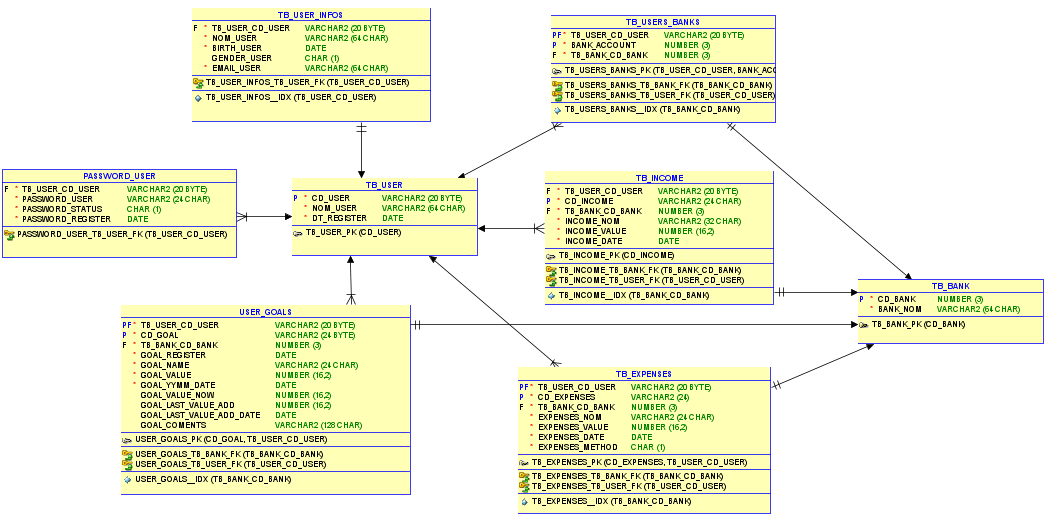 TB_USER_INFOS
F * TB_USER_CD_USER VARCHAR2 (20 BYTE)
* NOM_USER VARCHAR2 (64 CHAR)
* BIRTH_USER DATE
GENDER_USER CHAR (1)
* EMAIL_USER VARCHAR2 (64 CHAR)
TB_USER_INFOS_TB_USER_FK (TB_USER_CD_USER)
TB_USER_INFOS__IDX (TB_USER_CD_USER)
TB_USERS_BANKS
PF * TB_USER_CD_USER VARCHAR2 (20 BYTE)
P * BANK_ACCOUNT NUMBER (3)
F * TB_BANK_CD_BANK NUMBER (3)
TB_USERS_BANKS_PK (TB_USER_CD_USER, BANK_ACC
TB_USERS_BANKS_TB_BANK_FK (TB_BANK_CD_BANK)
TB_USERS_BANKS_TB_USER_FK (TB_USER_CD_USER)
TB_USERS_BANKS__IDX (TB_BANK_CD_BANK)
PASSWORD_USER
F * TB_USER_CD_USER VARCHAR2 (20 BYTE)
* PASSWORD_USER VARCHAR2 (24 CHAR)
* PASSWORD_STATUS CHAR (1)
* PASSWORD_REGISTER DATE
PASSWORD_USER_TB_USER_FK (TB_USER_CD_USER)
TB_USER
P * CD_USER VARCHAR2 (20 BYTE)
* NOM_USER VARCHAR2 (64 CHAR)
* DT_REGISTER DATE
TB_USER_PK (CD_USER)
TB_INCOME
F * TB_USER_CD_USER VARCHAR2 (20 BYTE)
P * CD_INCOME VARCHAR2 (24 CHAR)
F * TB_BANK_CD_BANK NUMBER (3)
* INCOME_NOM VARCHAR2 (32 CHAR)
* INCOME_VALUE NUMBER (16,2)
* INCOME_DATE DATE
TB_INCOME_PK (CD_INCOME)
TB_INCOME_TB_BANK_FK (TB_BANK_CD_BANK)
TB_INCOME_TB_USER_FK (TB_USER_CD_USER)
TB_INCOME__IDX (TB_BANK_CD_BANK)
TB_BANK
P * CD_BANK NUMBER (3)
* BANK_NOM VARCHAR2 (64 CHAR)
TB_BANK_PK (CD_BANK)
USER_GOALS
PF * TB_USER_CD_USER VARCHAR2 (20 BYTE)
P * CD_GOAL VARCHAR2 (24 BYTE)
F * TB_BANK_CD_BANK NUMBER (3)
* GOAL_REGISTER DATE
* GOAL_NAME VARCHAR2 (24 CHAR)
* GOAL_VALUE NUMBER (16,2)
* GOAL_YYMM_DATE DATE
GOAL_VALUE_NOW NUMBER (16,2)
GOAL_LAST_VALUE_ADD NUMBER (16,2)
GOAL_LAST_VALUE_ADD_DATE DATE
GOAL_COMENTS VARCHAR2 (128 CHAR)
USER_GOALS_PK (CD_GOAL, TB_USER_CD_USER)
USER_GOALS_TB_BANK_FK (TB_BANK_CD_BANK)
USER_GOALS_TB_USER_FK (TB_USER_CD_USER)
USER_GOALS__IDX (TB_BANK_CD_BANK)
TB_EXPENSES
PF * TB_USER_CD_USER VARCHAR2 (20 BYTE)
P * CD_EXPENSES VARCHAR2 (24)
F * TB_BANK_CD_BANK NUMBER (3)
* EXPENSES_NOM VARCHAR2 (24 CHAR)
* EXPENSES_VALUE NUMBER (16,2)
* EXPENSES_DATE DATE
* EXPENSES_METHOD CHAR (1)
TB_EXPENSES_PK (CD_EXPENSES, TB_USER_CD_USER)
TB_EXPENSES_TB_BANK_FK (TB_BANK_CD_BANK)
TB_EXPENSES_TB_USER_FK (TB_USER_CD_USER)
TB_EXPENSES__IDX (TB_BANK_CD_BANK)